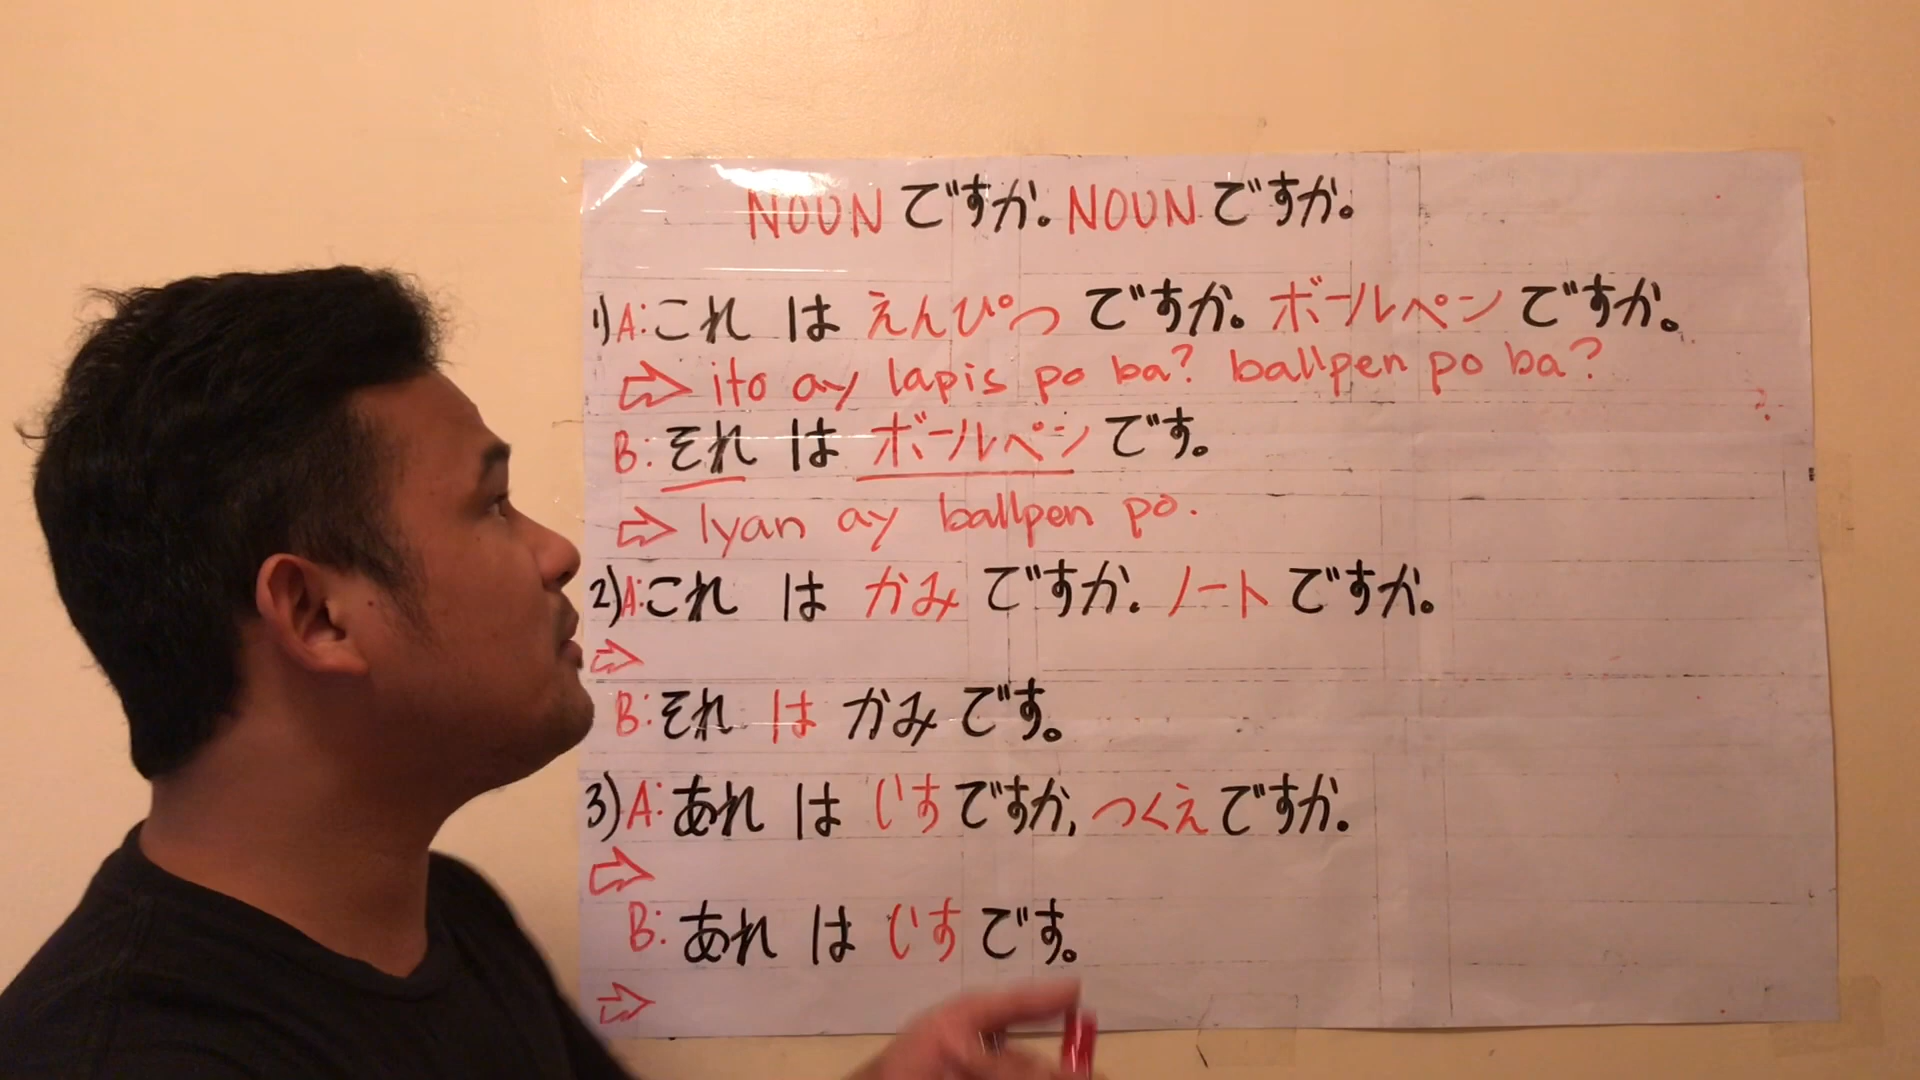 NOUN ですか。NOUN ですか。
1) A: これ は えんぴつ ですか。ボールペン ですか。
⇨ ito ay lapis po ba? ballpen po ba?
B: それ は ボールペン です。
⇨ Iyan ay ballpen po.
2) A: これ は かみ ですか. ノート ですか。
⇨
B: それ は かみ です。
3) A: あれ は いす ですか, つくえ ですか.
⇨
B: あれ は いす です。
⇨